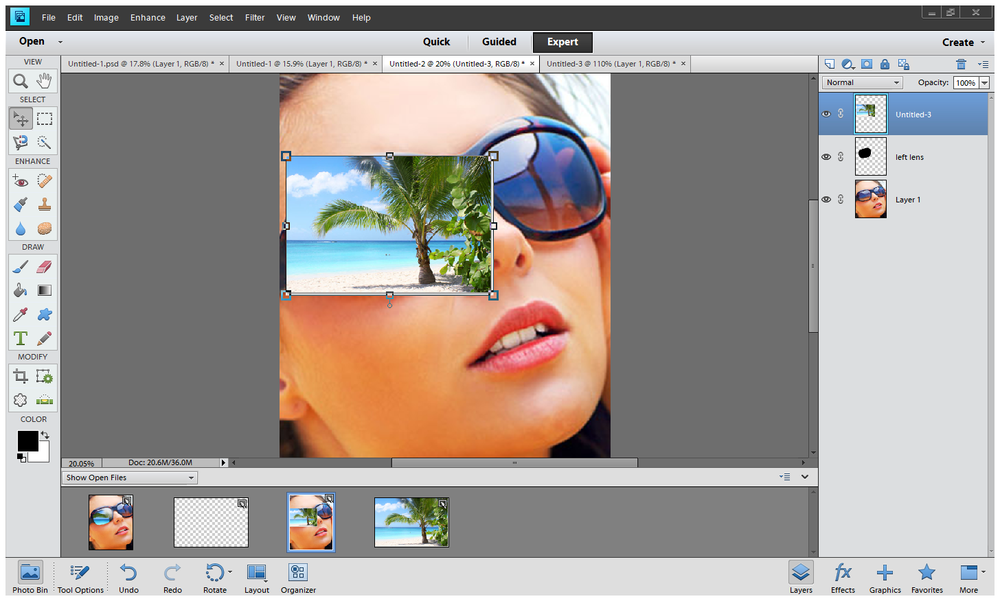 File Edit Image Enhance Layer Select Filter View Window Help
Open Quick Guided Expert Create
VIEW
Untitled-1.psd @ 17.8% (Layer 1, RGB/8) * × Untitled-1 @ 15.9% (Layer 1, RGB/8) * × Untitled-2 @ 20% (Untitled-3, RGB/8) * × Untitled-3 @ 110% (Layer 1, RGB/8) * ×
Normal Opacity: 100%
SELECT
Untitled-3
left lens
ENHANCE
Layer 1
DRAW
T
MODIFY
COLOR
20.05% Doc: 20.6M/36.0M
Show Open Files
Photo Bin Tool Options Undo Redo Rotate Layout Organizer fx Layers Effects Graphics Favorites More